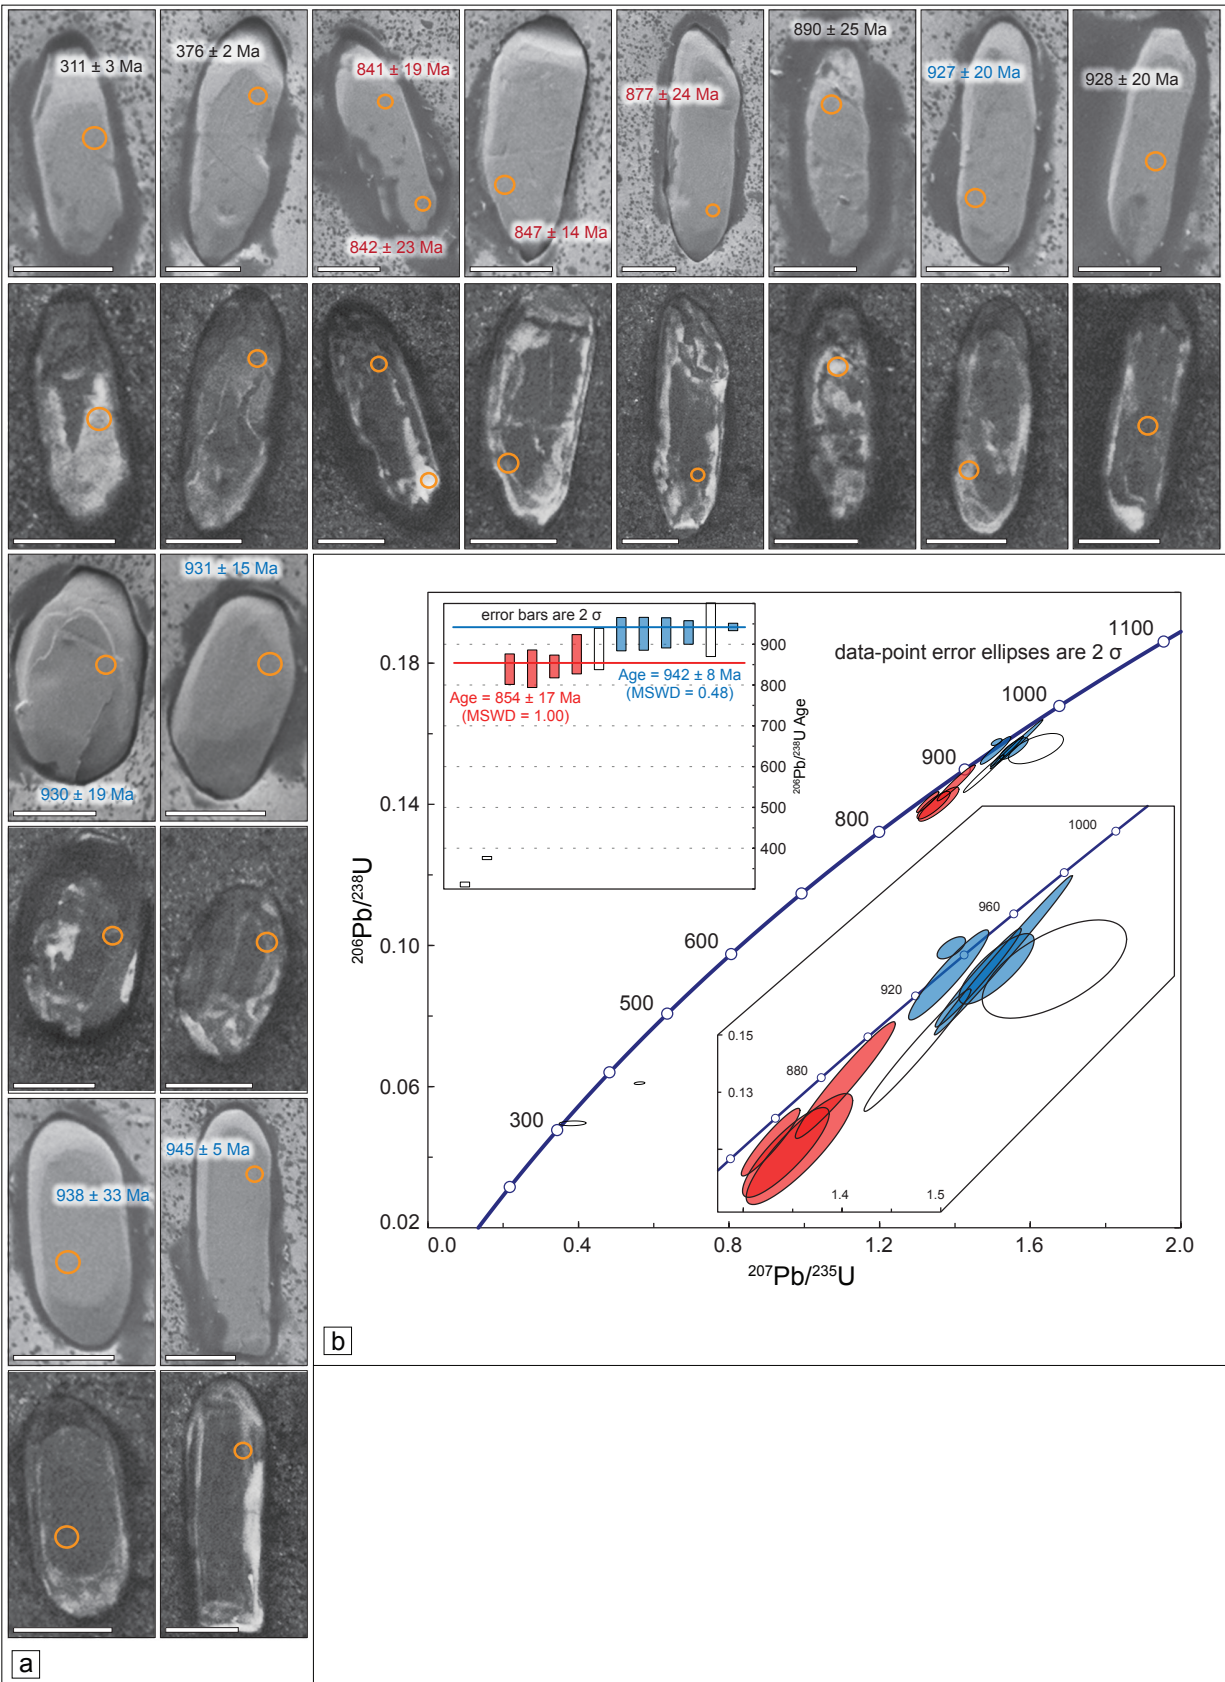 311 ± 3 Ma
376 ± 2 Ma
841 ± 19 Ma
842 ± 23 Ma
847 ± 14 Ma
877 ± 24 Ma
890 ± 25 Ma
927 ± 20 Ma
928 ± 20 Ma
930 ± 19 Ma
931 ± 15 Ma
938 ± 33 Ma
945 ± 5 Ma
a
error bars are 2 σ
Age = 854 ± 17 Ma
(MSWD = 1.00)
Age = 942 ± 8 Ma
(MSWD = 0.48)
900
800
700
600
500
400
206Pb/238U Age
data-point error ellipses are 2 σ
1100
1000
900
800
600
500
300
0.18
0.14
0.10
0.06
0.02
206Pb/238U
1000
960
920
880
0.15
0.13
1.4
1.5
0.0
0.4
0.8
1.2
1.6
2.0
207Pb/235U
b